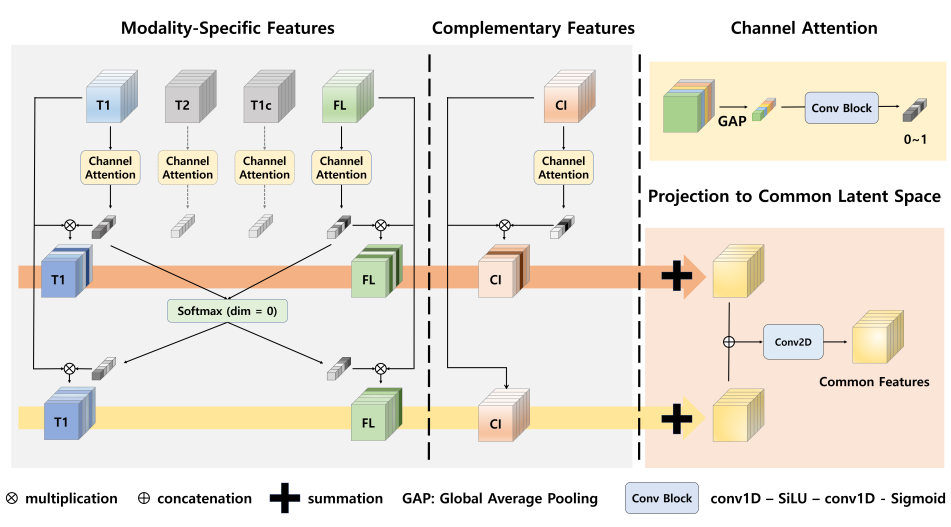 Modality-Specific Features
Complementary Features
Channel Attention
T1
T2
T1c
FL
CI
GAP
Conv Block
0~1
Channel
Attention
Channel
Attention
Channel
Attention
Channel
Attention
Channel
Attention
Projection to Common Latent Space
T1
FL
CI
Softmax (dim = 0)
Conv2D
Common Features
T1
FL
CI
multiplication
concatenation
summation
GAP: Global Average Pooling
Conv Block
conv1D – SiLU – conv1D - Sigmoid